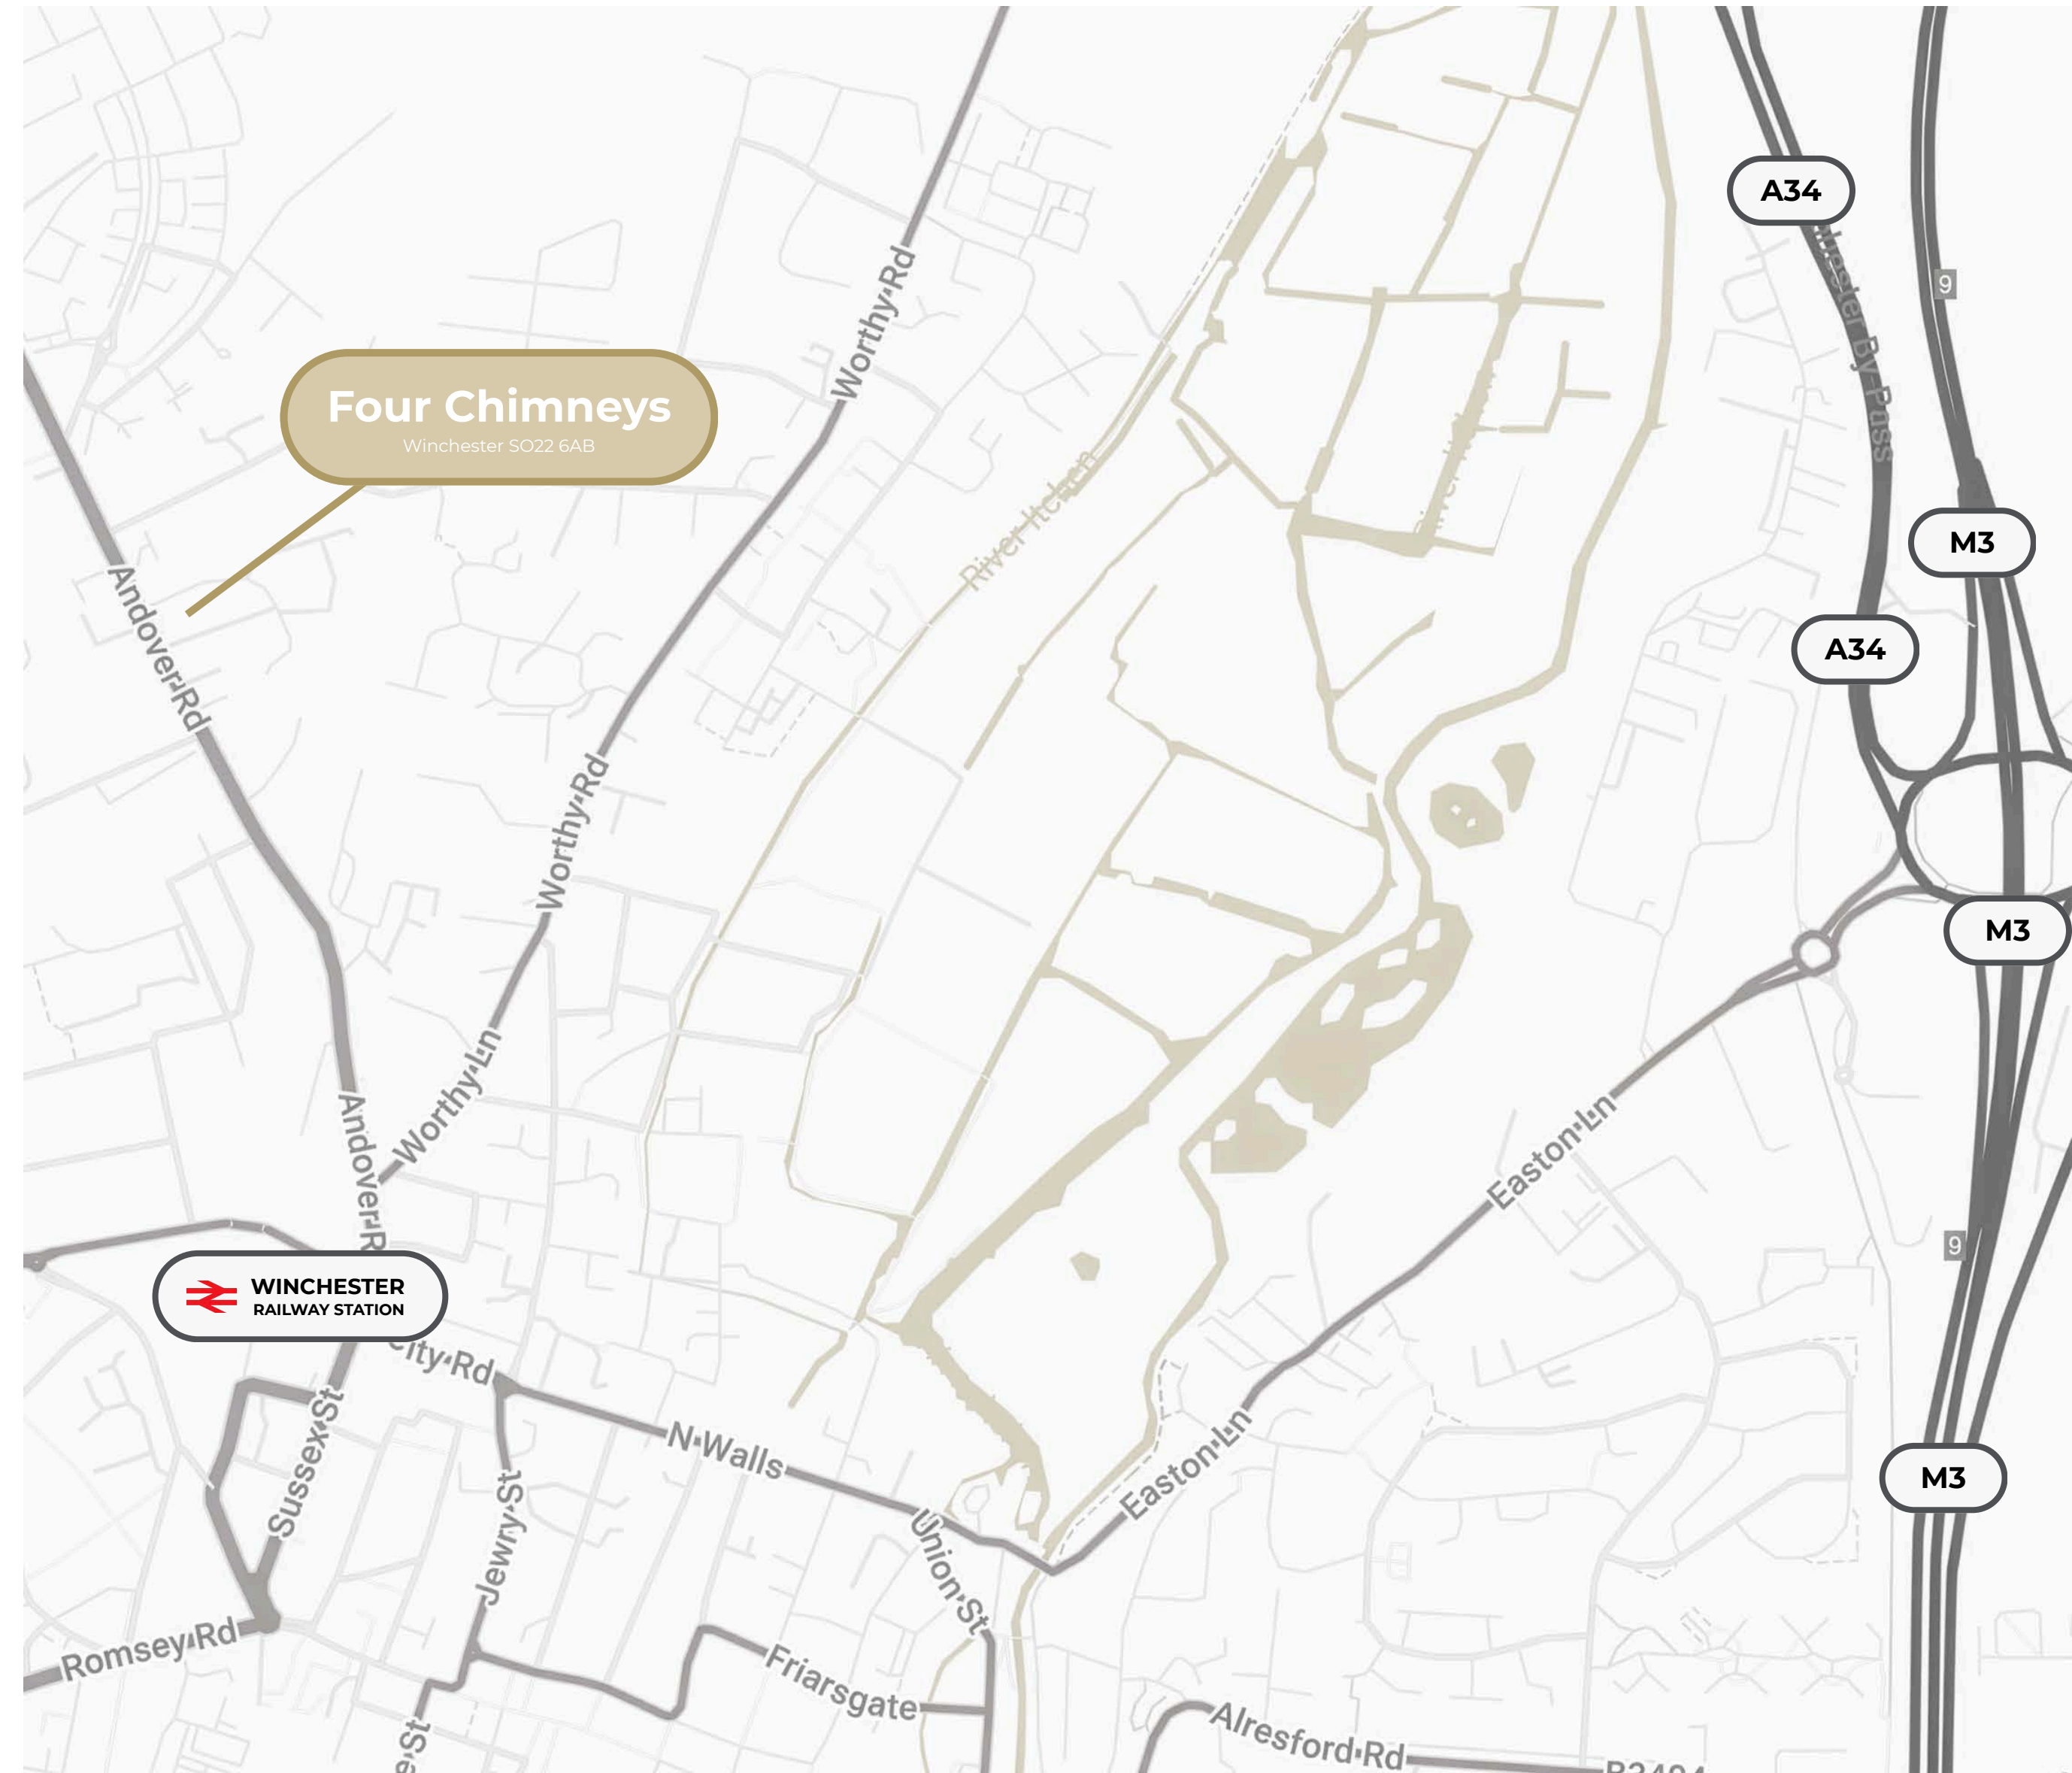 A34
Worthy Rd
9
By-Pass
Four Chimneys
Winchester SO22 6AB
River Itchen
M3
Andover Rd
A34
Worthy Rd
M3
Worthy Ln
Easton Ln
9
WINCHESTER
RAILWAY STATION
City Rd
Sussex St
N Walls
Easton Ln
M3
Jewry St
Union St
Romsey Rd
Friarsgate
Alresford Rd